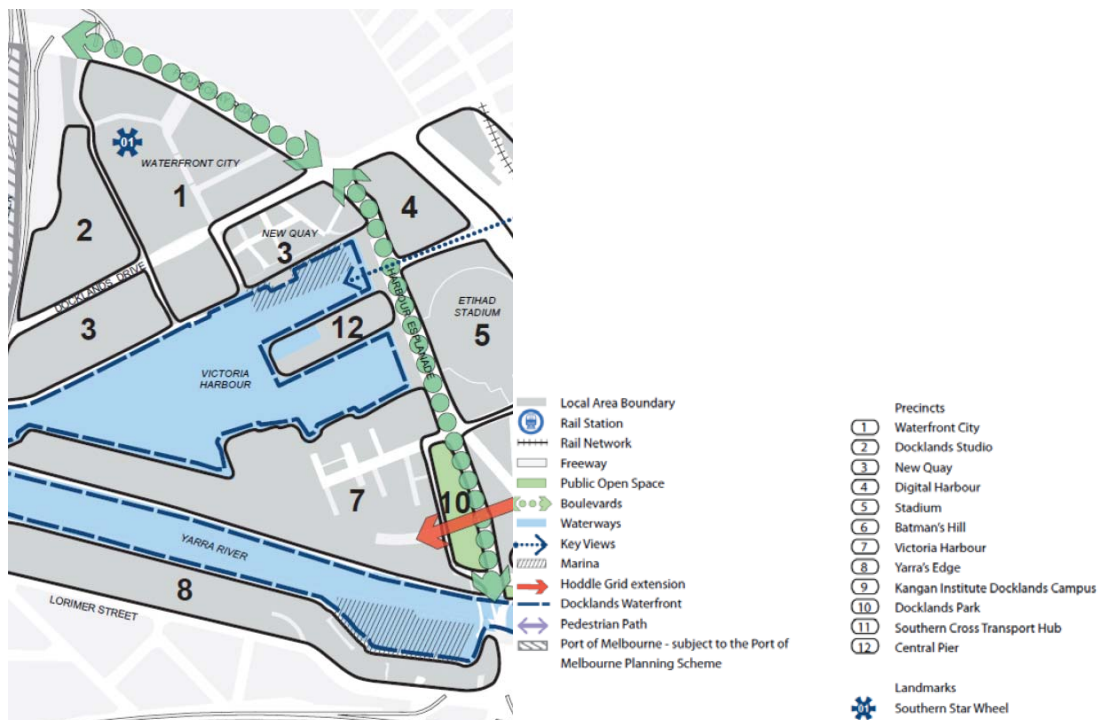 01
WATERFRONT CITY
1
2
4
NEW QUAY
3
DOCKLANDS DRIVE
3
HARBOUR ESPLANADE
ETIHAD
STADIUM
5
12
VICTORIA
HARBOUR
7
10
YARRA RIVER
8
LORIMER STREET
Local Area Boundary
Rail Station
Rail Network
Freeway
Public Open Space
Boulevards
Waterways
Key Views
Marina
Hoddle Grid extension
Docklands Waterfront
Pedestrian Path
Port of Melbourne - subject to the Port of
Melbourne Planning Scheme
Precincts
1 Waterfront City
2 Docklands Studio
3 New Quay
4 Digital Harbour
5 Stadium
6 Batman's Hill
7 Victoria Harbour
8 Yarra's Edge
9 Kangan Institute Docklands Campus
10 Docklands Park
11 Southern Cross Transport Hub
12 Central Pier
Landmarks
01 Southern Star Wheel